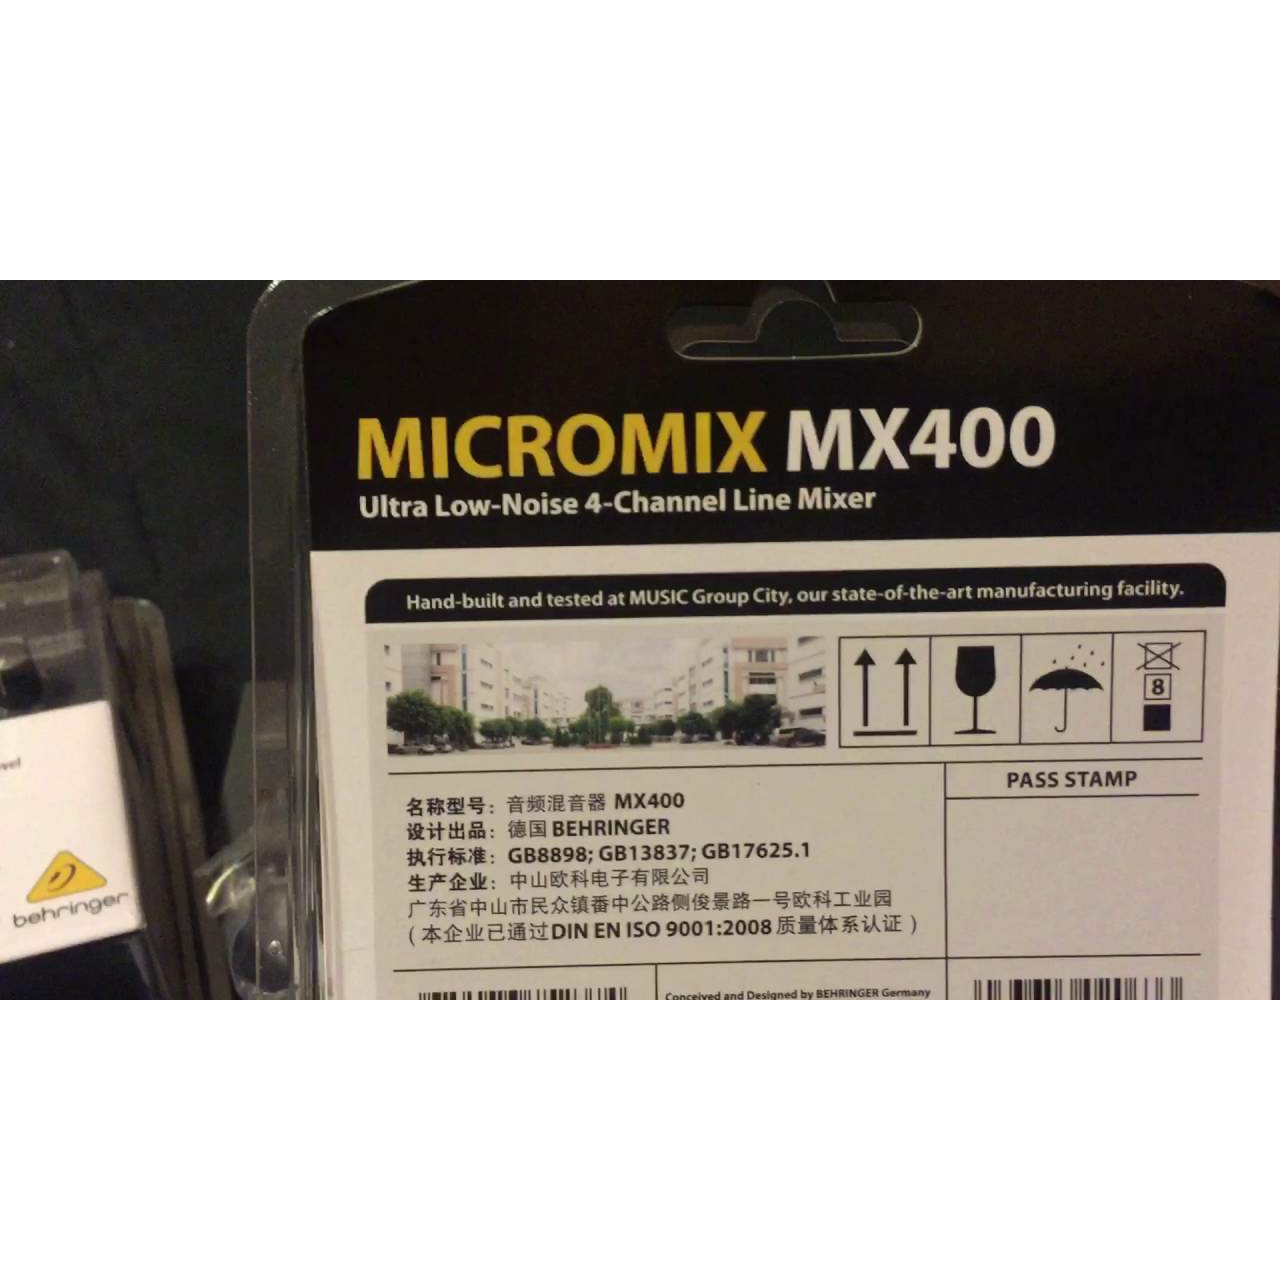 MICROMIX MX400
Ultra Low-Noise 4-Channel Line Mixer
Hand-built and tested at MUSIC Group City, our state-of-the-art manufacturing facility.
8
PASS STAMP
名称型号：音频混音器 MX400
设计出品：德国 BEHRINGER
执行标准：GB8898; GB13837; GB17625.1
生产企业：中山欧科电子有限公司
广东省中山市民众镇番中公路侧俊景路一号欧科工业园
(本企业已通过DIN EN ISO 9001:2008 质量体系认证)
Conceived and Designed by BEHRINGER Germany
behringer